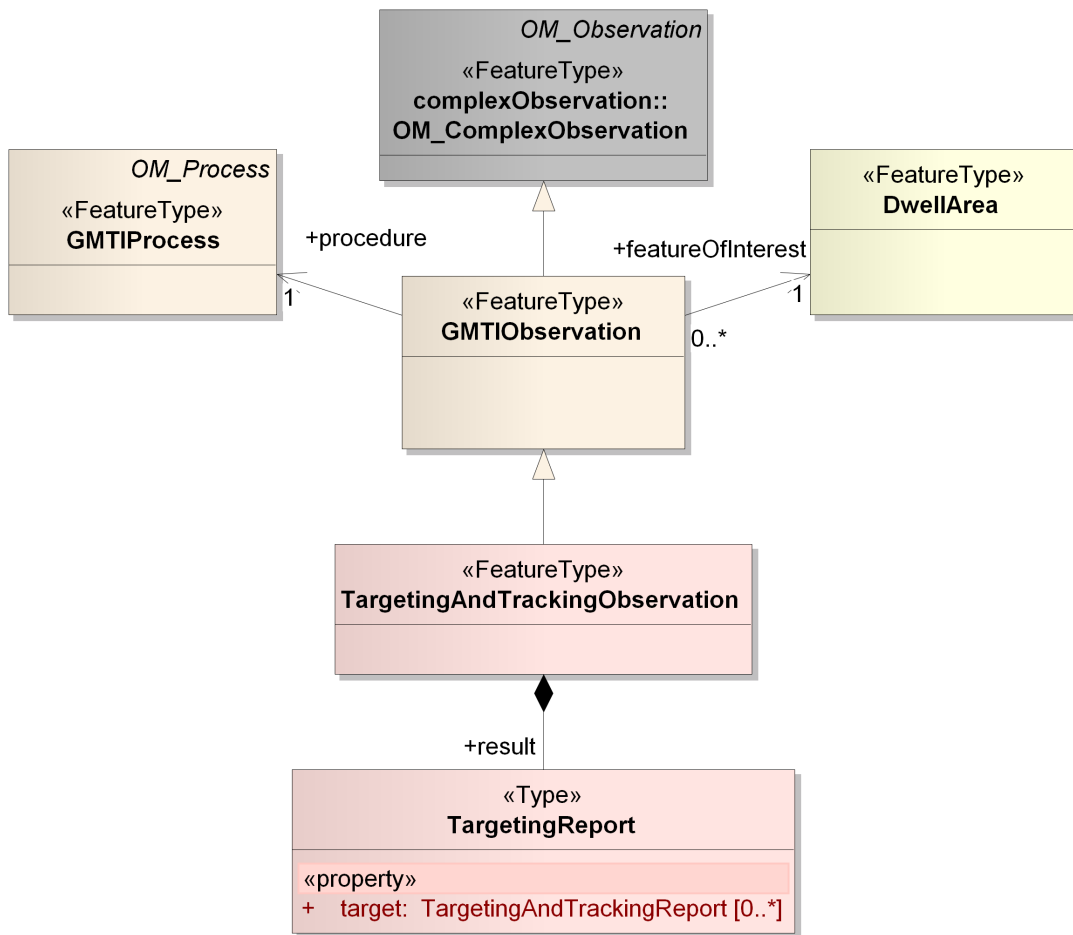 OM_Observation
«FeatureType»
complexObservation::
OM_ComplexObservation
OM_Process
«FeatureType»
GMTIProcess
+procedure
1
«FeatureType»
GMTIObservation
+featureOfInterest
1
0..*
«FeatureType»
DwellArea
«FeatureType»
TargetingAndTrackingObservation
+result
«Type»
TargetingReport
«property»
+ target: TargetingAndTrackingReport [0..*]